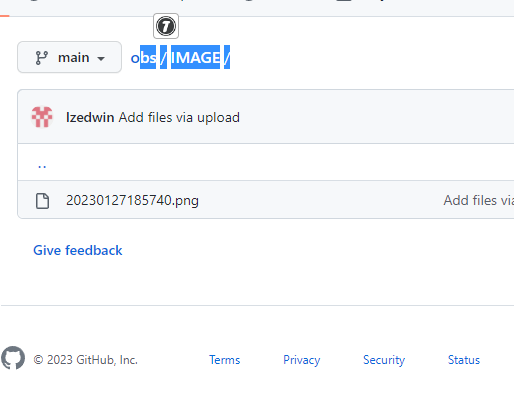 7
main obs / IMAGE /
lzedwin Add files via upload
..
20230127185740.png Add files via
Give feedback
© 2023 GitHub, Inc. Terms Privacy Security Status